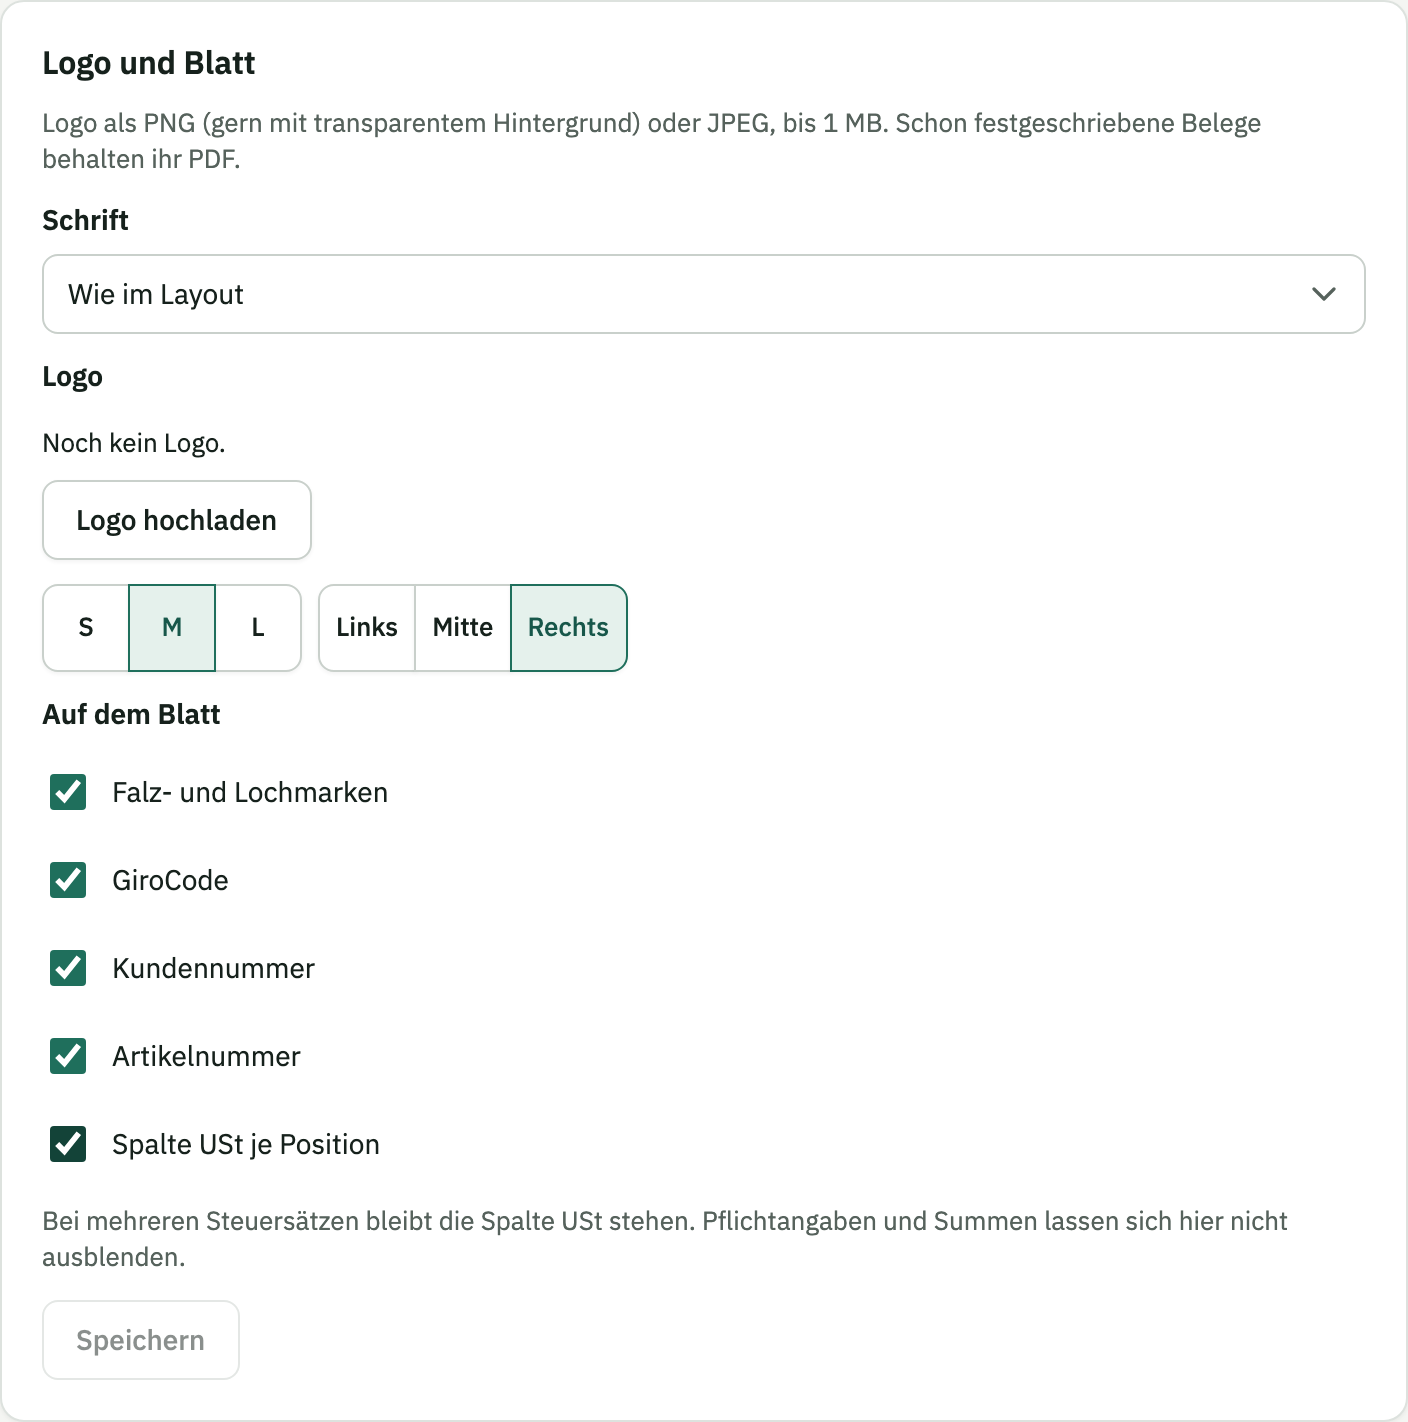 Logo und Blatt
Logo als PNG (gern mit transparentem Hintergrund) oder JPEG, bis 1 MB. Schon festgeschriebene Belege
behalten ihr PDF.
Schrift
Wie im Layout
Logo
Noch kein Logo.
Logo hochladen
S M L Links Mitte Rechts
Auf dem Blatt
Falz- und Lochmarken
GiroCode
Kundennummer
Artikelnummer
Spalte USt je Position
Bei mehreren Steuersätzen bleibt die Spalte USt stehen. Pflichtangaben und Summen lassen sich hier nicht
ausblenden.
Speichern